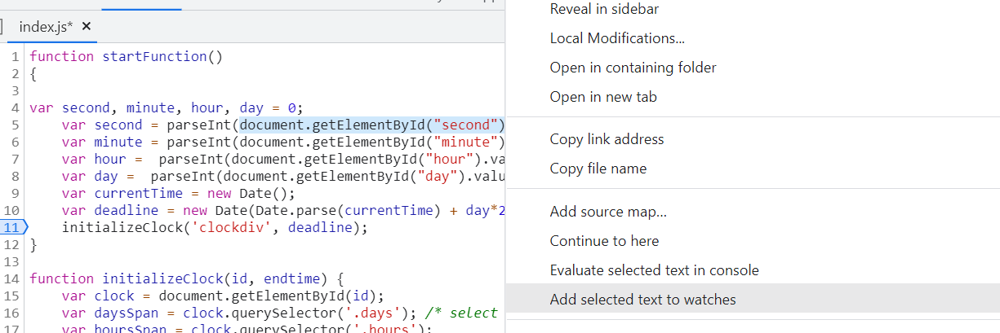 index.js* ×
1 function startFunction()
2 {
3
4 var second, minute, hour, day = 0;
5 var second = parseInt(document.getElementById("second")
6 var minute = parseInt(document.getElementById("minute")
7 var hour =  parseInt(document.getElementById("hour").va
8 var day =  parseInt(document.getElementById("day").valu
9 var currentTime = new Date();
10 var deadline = new Date(Date.parse(currentTime) + day*2
11 initializeClock('clockdiv', deadline);
12 }
13
14 function initializeClock(id, endtime) {
15 var clock = document.getElementById(id);
16 var daysSpan = clock.querySelector('.days'); /* select
17 var hoursSpan = clock.querySelector('.hours');
Reveal in sidebar
Local Modifications...
Open in containing folder
Open in new tab
Copy link address
Copy file name
Add source map...
Continue to here
Evaluate selected text in console
Add selected text to watches